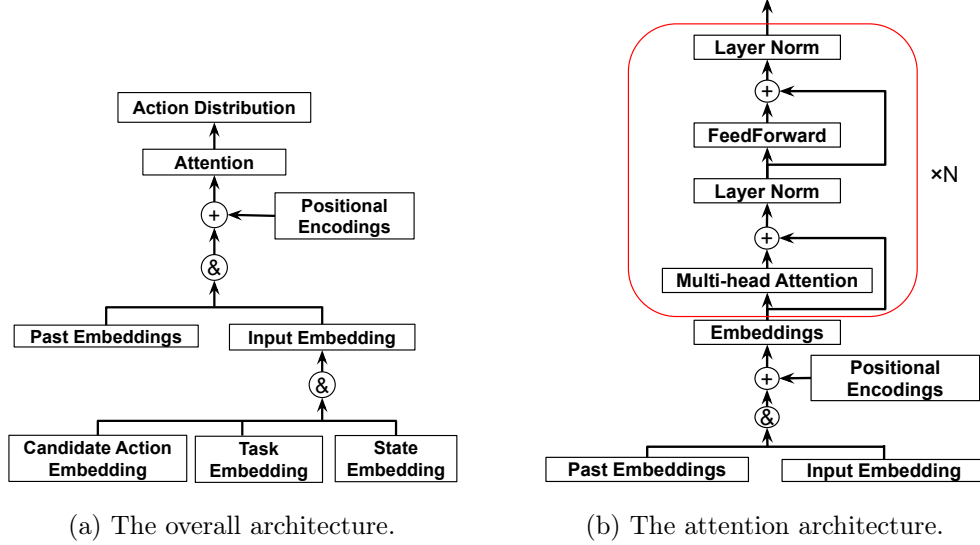 Action Distribution
Attention
+
Positional
Encodings
&
Past Embeddings
Input Embedding
&
Candidate Action
Embedding
Task
Embedding
State
Embedding
(a) The overall architecture.
Layer Norm
+
FeedForward
×N
Layer Norm
+
Multi-head Attention
Embeddings
+
Positional
Encodings
&
Past Embeddings
Input Embedding
(b) The attention architecture.